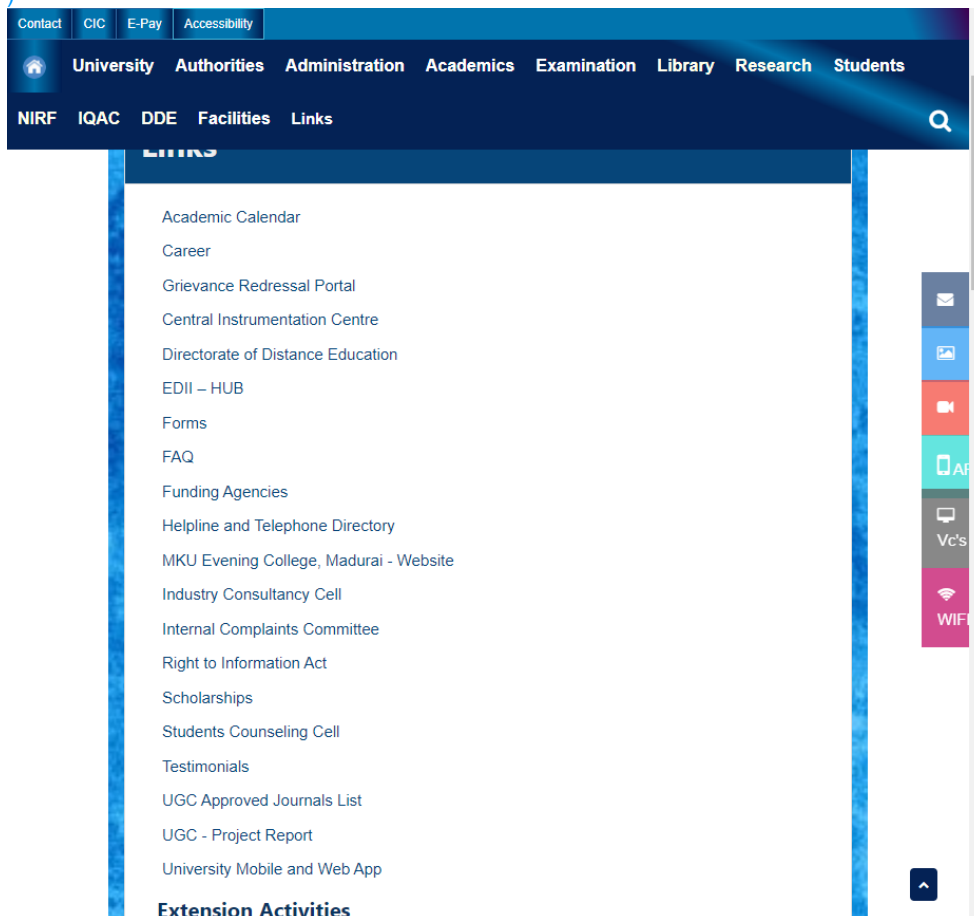 Contact CIC E-Pay Accessibility
University Authorities Administration Academics Examination Library Research Students
NIRF IQAC DDE Facilities Links
Links
Academic Calendar
Career
Grievance Redressal Portal
Central Instrumentation Centre
Directorate of Distance Education
EDII – HUB
Forms
FAQ
Funding Agencies
Helpline and Telephone Directory
MKU Evening College, Madurai - Website
Industry Consultancy Cell
Internal Complaints Committee
Right to Information Act
Scholarships
Students Counseling Cell
Testimonials
UGC Approved Journals List
UGC - Project Report
University Mobile and Web App
Extension Activities
Vc's
WIFI